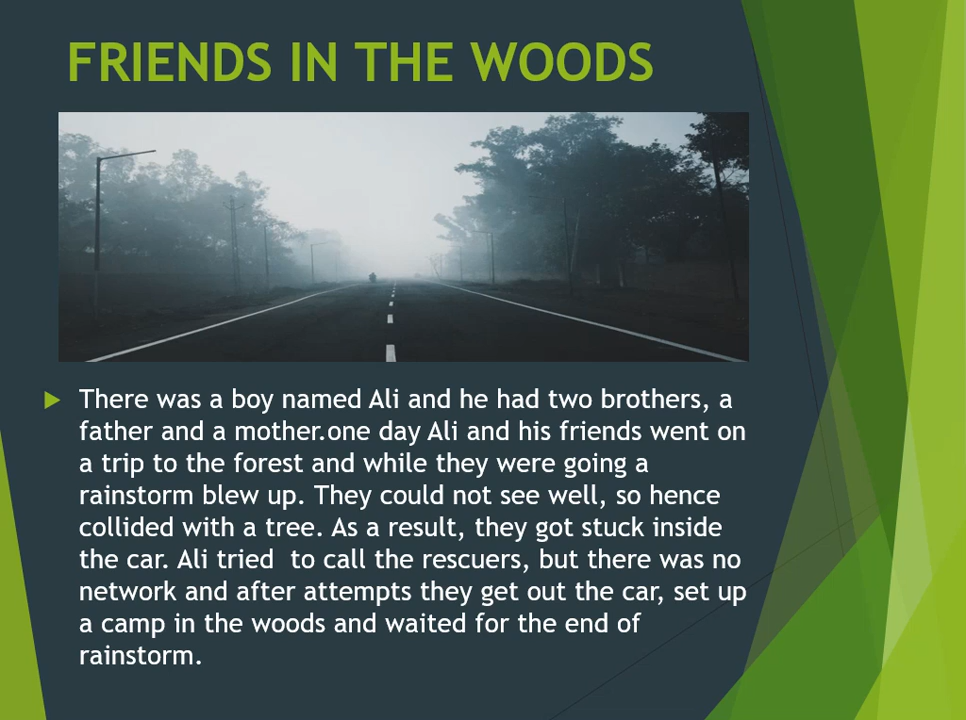 FRIENDS IN THE WOODS
There was a boy named Ali and he had two brothers, a
father and a mother.one day Ali and his friends went on
a trip to the forest and while they were going a
rainstorm blew up. They could not see well, so hence
collided with a tree. As a result, they got stuck inside
the car. Ali tried  to call the rescuers, but there was no
network and after attempts they get out the car, set up
a camp in the woods and waited for the end of
rainstorm.